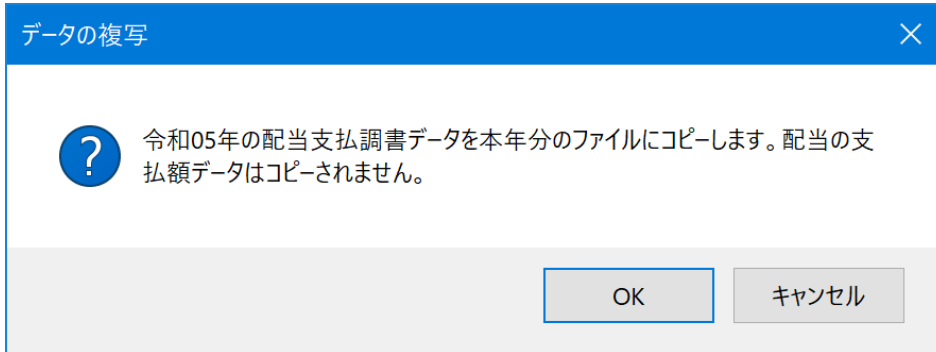 データの複写
令和05年の配当支払調書データを本年分のファイルにコピーします。配当の支
払額データはコピーされません。
OK
キャンセル